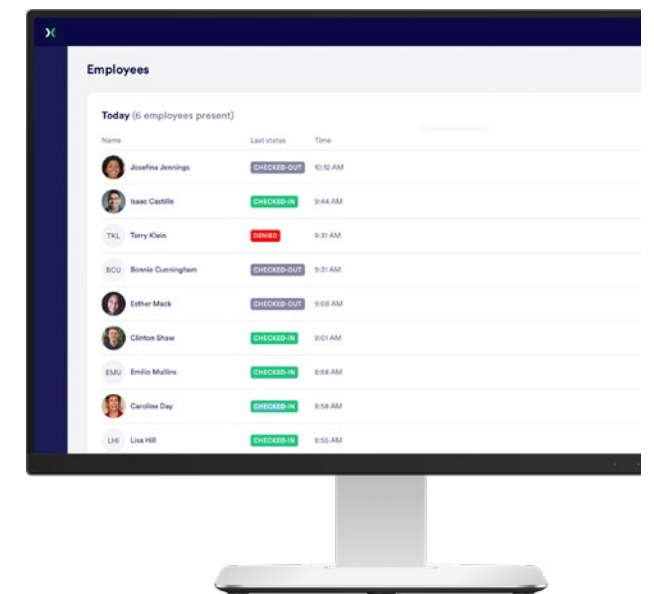 Employees
Today (6 employees present)
Name Last status Time
Josefina Jennings CHECKED-OUT 10:12 AM
Isaac Castillo CHECKED-IN 9:44 AM
TKL Terry Klein DENIED 9:31 AM
BCU Bonnie Cunningham CHECKED-OUT 9:31 AM
Esther Mack CHECKED-OUT 9:08 AM
Clinton Shaw CHECKED-IN 9:01 AM
EMU Emilio Mullins CHECKED-IN 8:58 AM
Caroline Day CHECKED-IN 8:58 AM
LHI Lisa Hill CHECKED-IN 8:55 AM